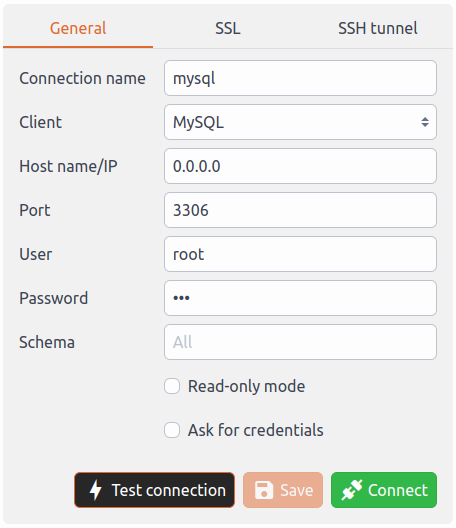 General SSL SSH tunnel
Connection name mysql
Client MySQL
Host name/IP 0.0.0.0
Port 3306
User root
Password •••
Schema All
Read-only mode
Ask for credentials
Test connection Save Connect